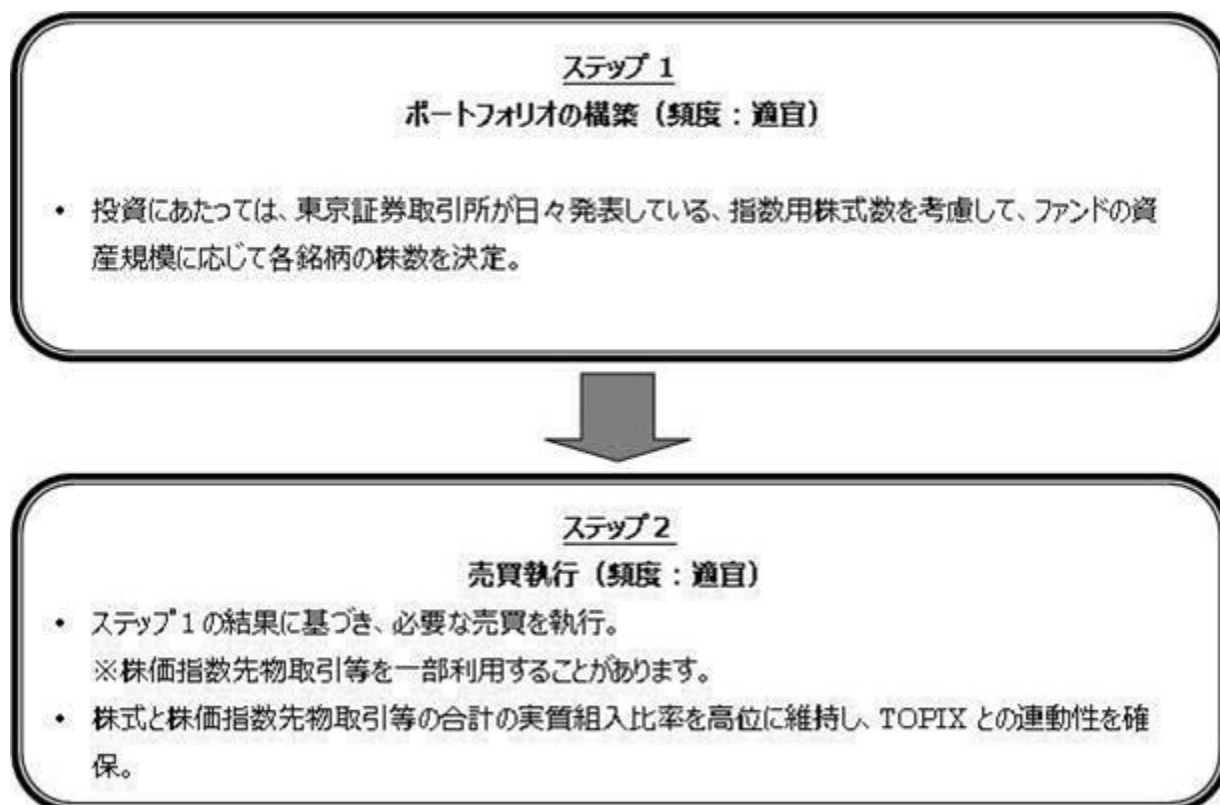 ステップ 1
ポートフォリオの構築（頻度：適宜）
• 投資にあたっては、東京証券取引所が日々発表している、指数用株式数を考慮して、ファンドの資
産規模に応じて各銘柄の株数を決定。
ステップ 2
売買執行（頻度：適宜）
• ステップ 1 の結果に基づき、必要な売買を執行。
※株価指数先物取引等を一部利用することがあります。
• 株式と株価指数先物取引等の合計の実質組入比率を高位に維持し、TOPIX との連動性を確
保。